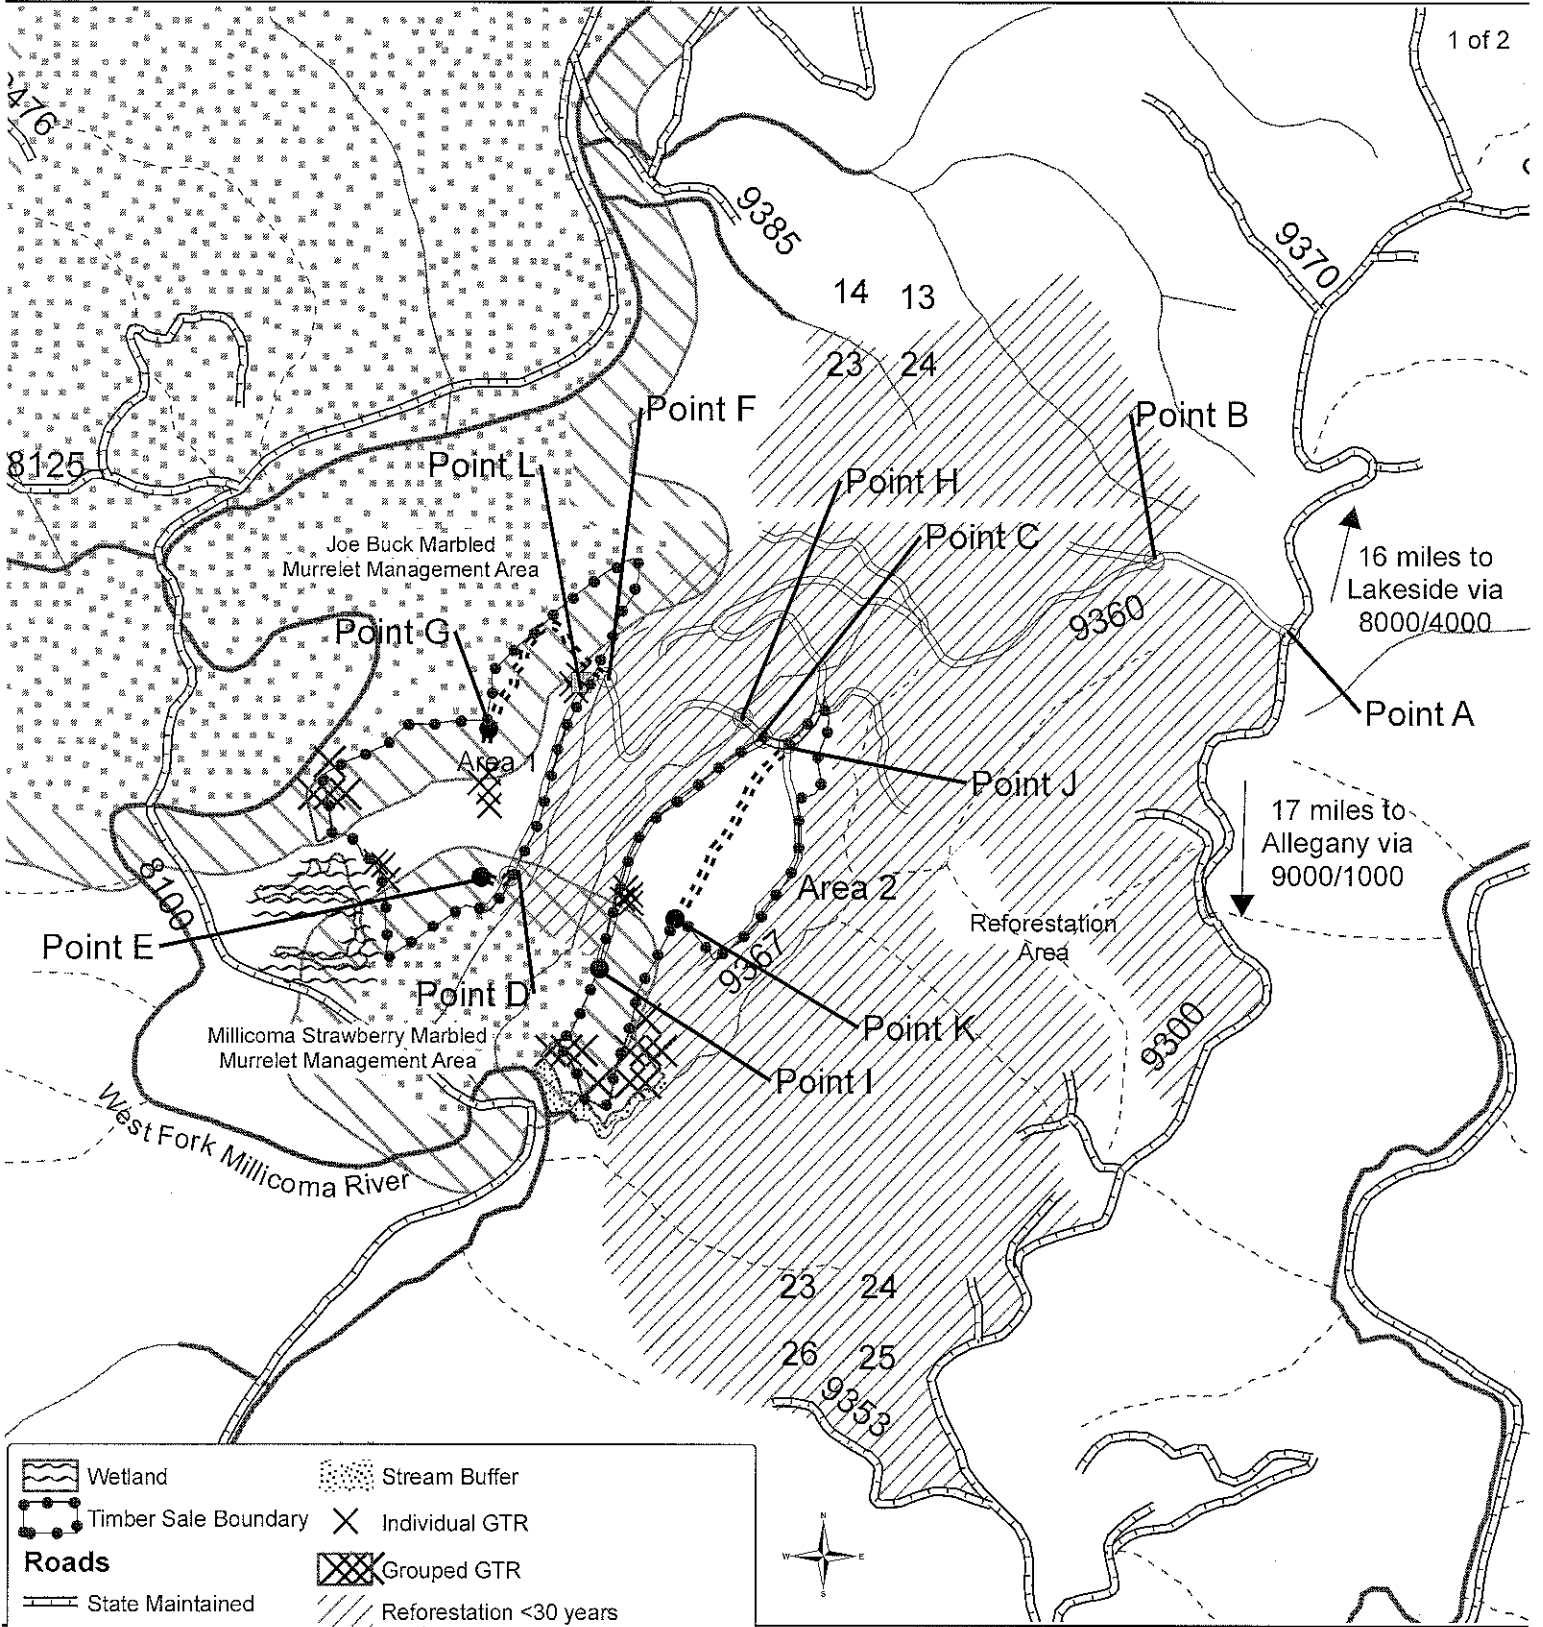 1 of 2
9476
9385
9370
14 13
23 24
Point F
Point B
8125
Point L
Point H
Point C
Joe Buck Marbled
Murrelet Management Area
16 miles to
Lakeside via
8000/4000
9360
Point G
Point A
Area 1
Point J
17 miles to
Allegany via
9000/1000
8100
Area 2
Reforestation
Area
Point E
9367
Point D
Point K
9300
Millicoma Strawberry Marbled
Murrelet Management Area
Point I
West Fork Millicoma River
23 24
26 25
9353
Wetland
Stream Buffer
Timber Sale Boundary
Individual GTR
Roads
Grouped GTR
State Maintained
Reforestation <30 years
N
W E
S